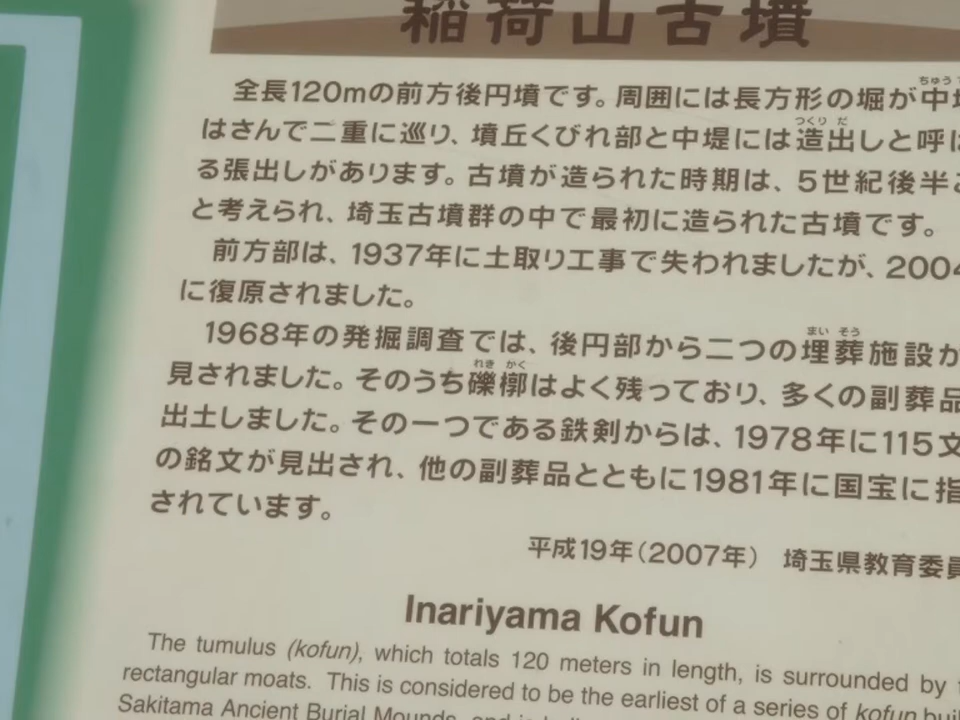 稲荷山古墳
全長120mの前方後円墳です。周囲には長方形の堀が中
はさんで二重に巡り、墳丘くびれ部と中堤には造出しと呼
る張出しがあります。古墳が造られた時期は、5世紀後半
と考えられ、埼玉古墳群の中で最初に造られた古墳です。
前方部は、1937年に土取り工事で失われましたが、2004
に復原されました。
1968年の発掘調査では、後円部から二つの埋葬施設が
見されました。そのうち礫槨はよく残っており、多くの副葬品
出土しました。その一つである鉄剣からは、1978年に115文
の銘文が見出され、他の副葬品とともに1981年に国宝に指
されています。
平成19年(2007年) 埼玉県教育委員
Inariyama Kofun
The tumulus (kofun), which totals 120 meters in length, is surrounded by
rectangular moats. This is considered to be the earliest of a series of kofun
Sakitama Ancient Burial Mounds, and is